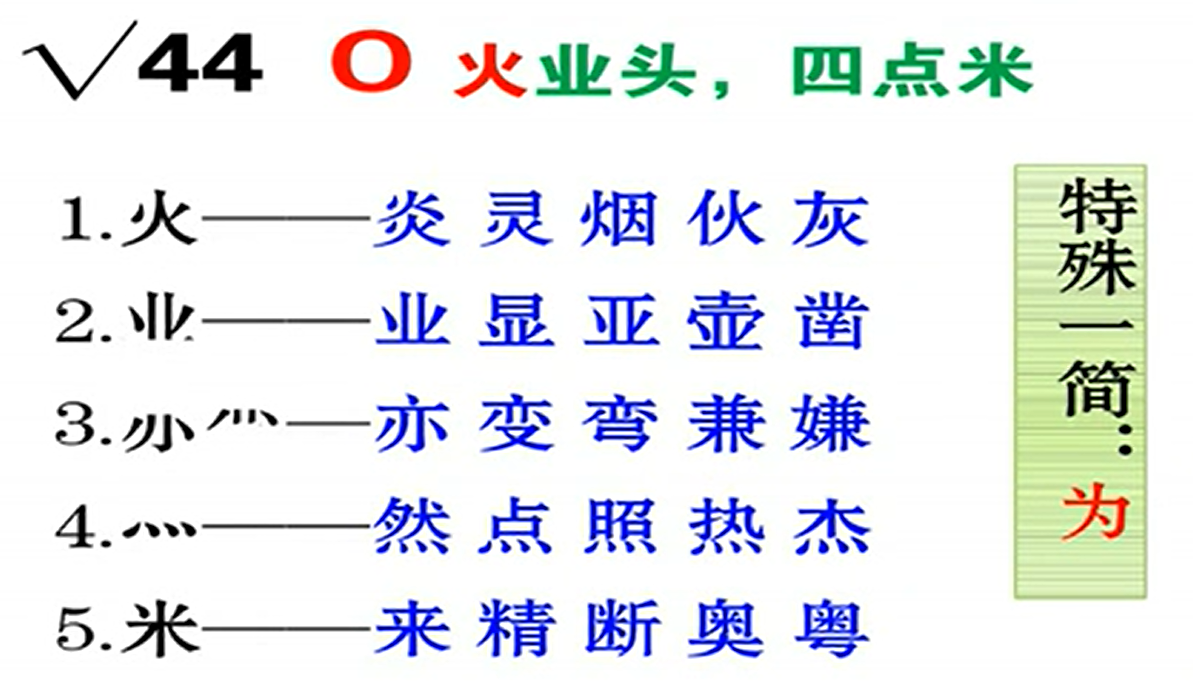 √44 O 火业头，四点米
1.火——炎 灵 烟 伙 灰
2.业——业 显 亚 壶 凿
3.——亦 变 弯 兼 嫌
4.灬——然 点 照 热 杰
5.米——来 精 断 奥 粤
特殊一简：为